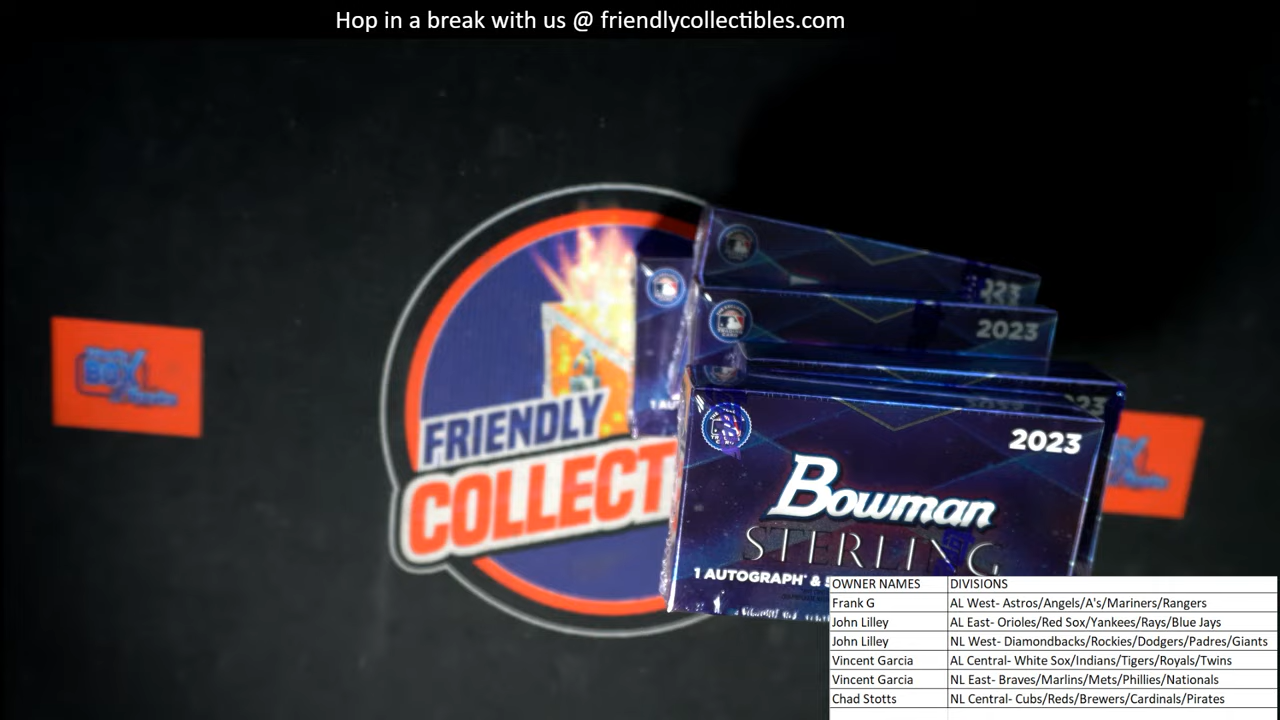 Hop in a break with us @ friendlycollectibles.com
2023
2023
FRIENDLY
COLLECT
2023
Bowman
STERLING
1 AUTOGRAPH* & 5
BOX
OWNER NAMES DIVISIONS
Frank G AL West- Astros/Angels/A's/Mariners/Rangers
John Lilley AL East- Orioles/Red Sox/Yankees/Rays/Blue Jays
John Lilley NL West- Diamondbacks/Rockies/Dodgers/Padres/Giants
Vincent Garcia AL Central- White Sox/Indians/Tigers/Royals/Twins
Vincent Garcia NL East- Braves/Marlins/Mets/Phillies/Nationals
Chad Stotts NL Central- Cubs/Reds/Brewers/Cardinals/Pirates